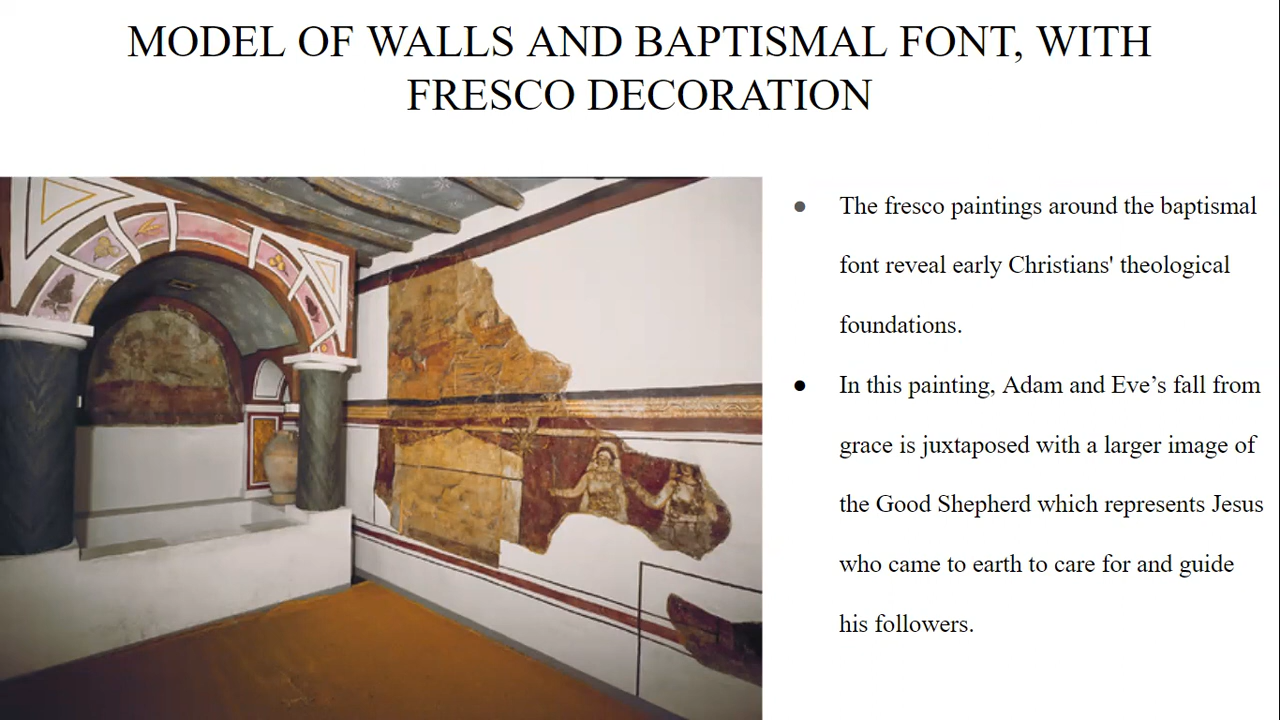 MODEL OF WALLS AND BAPTISMAL FONT, WITH
FRESCO DECORATION
● The fresco paintings around the baptismal
font reveal early Christians' theological
foundations.
● In this painting, Adam and Eve’s fall from
grace is juxtaposed with a larger image of
the Good Shepherd which represents Jesus
who came to earth to care for and guide
his followers.